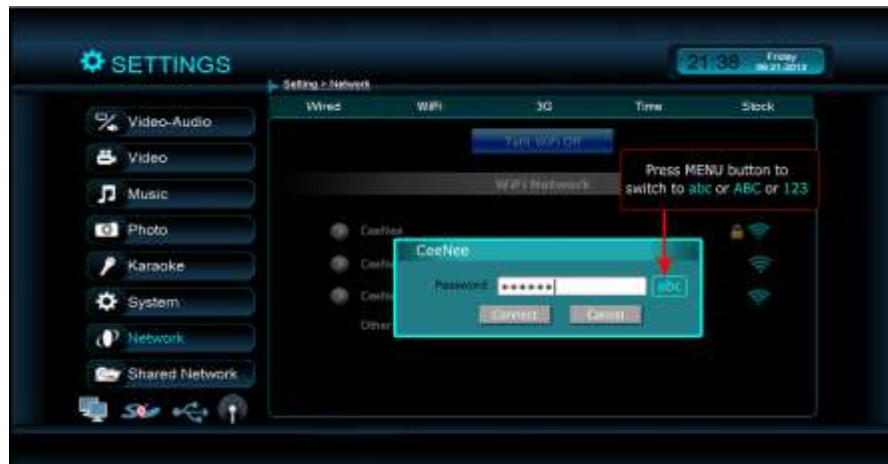 SETTINGS
21:38 Friday
Setting > Network
Wired WiFi 3G Time Stock
Video-Audio
Video
Music
Photo
Karaoke
System
Network
Shared Network
Turn WiFi Off
WiFi Network
Press MENU button to
switch to abc or ABC or 123
CeeNee
CeeNee
Password ••••••| abc
Connect Cancel
Other